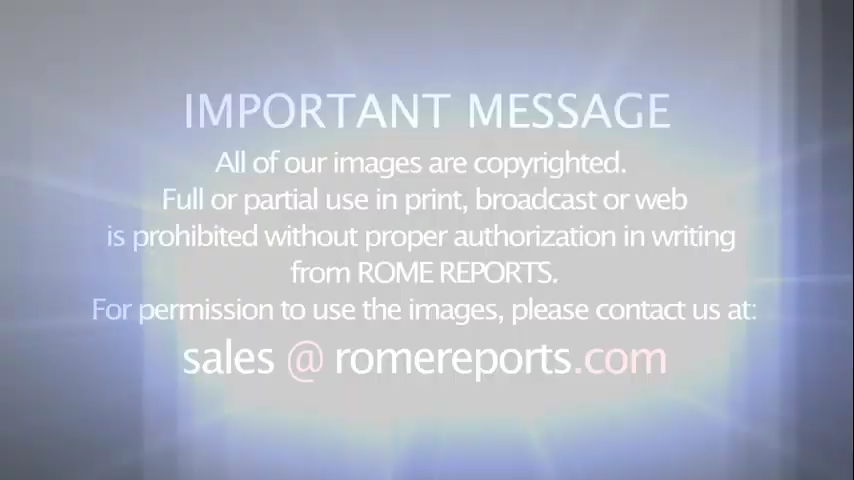 IMPORTANT MESSAGE
All of our images are copyrighted.
Full or partial use in print, broadcast or web
is prohibited without proper authorization in writing
from ROME REPORTS.
For permission to use the images, please contact us at:
sales @ romereports.com